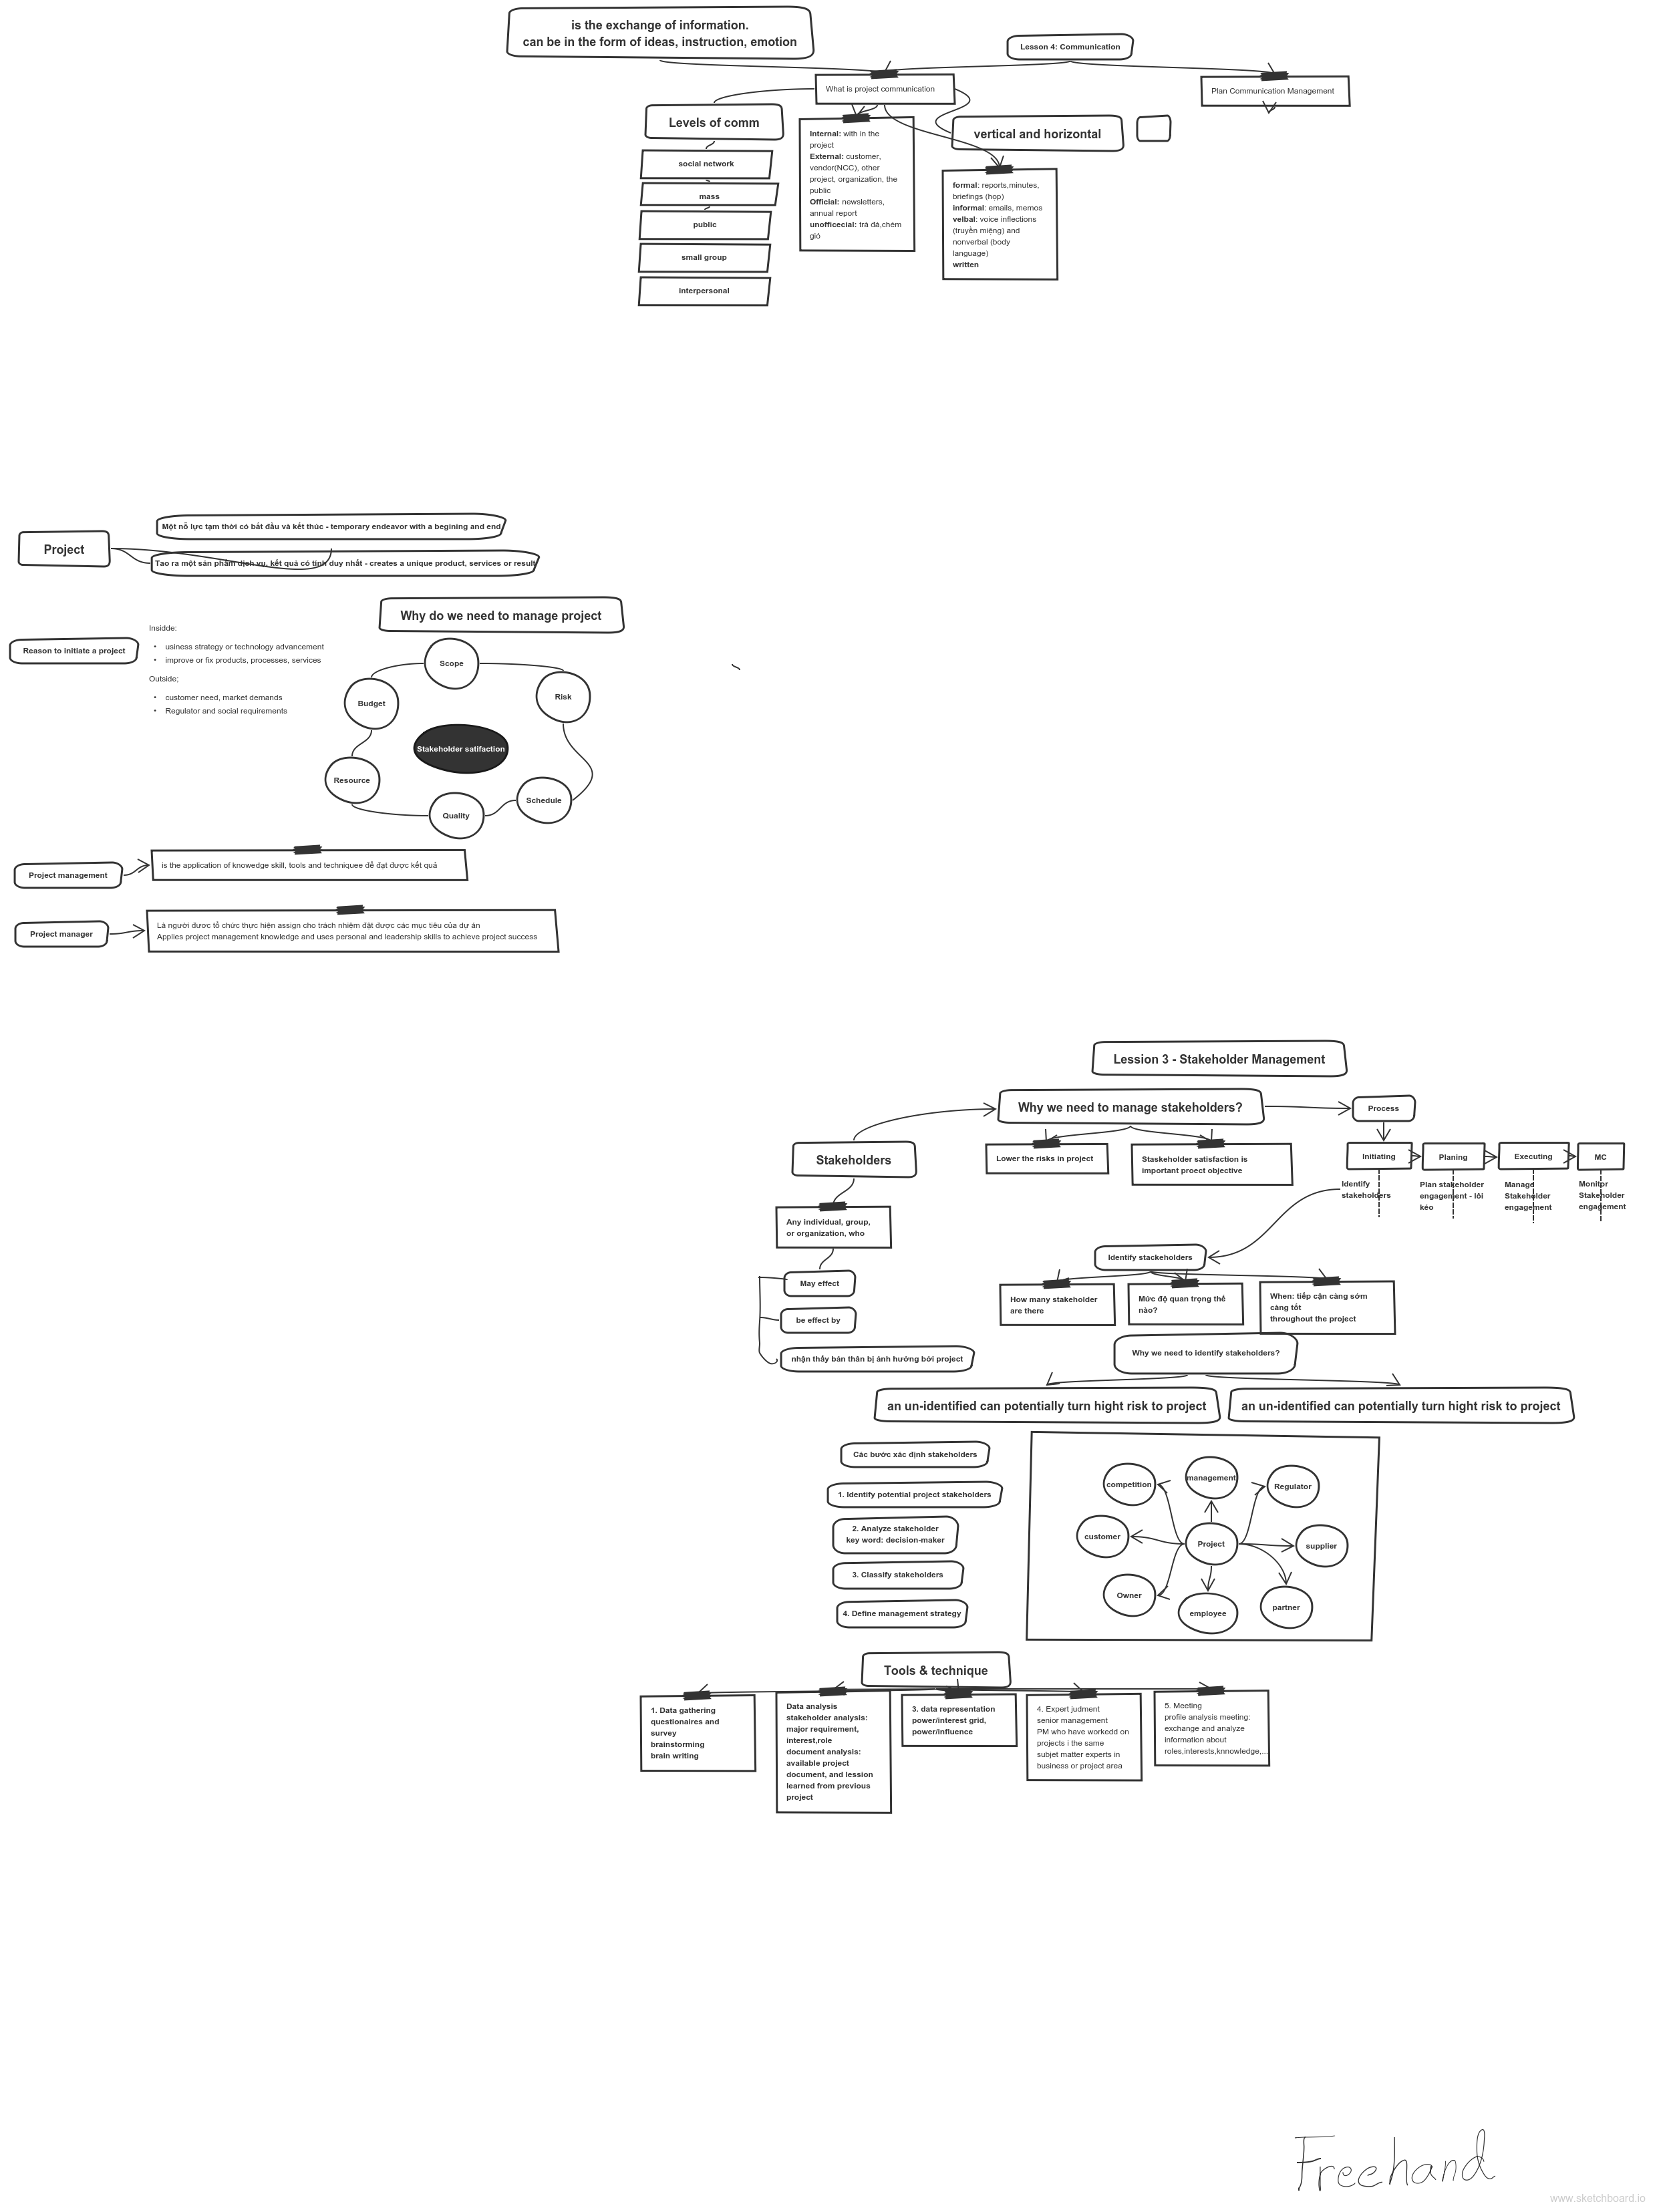 is the exchange of information.
can be in the form of ideas, instruction, emotion
Lesson 4: Communication
What is project communication
Plan Communication Management
Levels of comm
social network
mass
public
small group
interpersonal
Internal: with in the
project
External: customer,
vendor(NCC), other
project, organization, the
public
Official: newsletters,
annual report
unofficecial: trà đá,chém
gió
vertical and horizontal
formal: reports,minutes,
briefings (họp)
informal: emails, memos
velbal: voice inflections
(truyền miệng) and
nonverbal (body
language)
written
Project
Một nỗ lực tạm thời có bắt đầu và kết thúc - temporary endeavor with a begining and end
Tao ra một sản phẩm dịch vụ, kết quả có tinh duy nhất - creates a unique product, services or result
Reason to initiate a project
Insidde:
• usiness strategy or technology advancement
• improve or fix products, processes, services
Outside;
• customer need, market demands
• Regulator and social requirements
Why do we need to manage project
Scope
Risk
Budget
Stakeholder satifaction
Resource
Schedule
Quality
Project management
is the application of knowedge skill, tools and techniquee để đạt được kết quả
Project manager
Là người đươc tổ chức thực hiện assign cho trách nhiệm đặt được các mục tiêu của dự án
Applies project management knowledge and uses personal and leadership skills to achieve project success
Lession 3 - Stakeholder Management
Why we need to manage stakeholders?
Process
Stakeholders
Lower the risks in project
Staskeholder satisfaction is
important proect objective
Initiating
Planing
Executing
MC
Identify
stakeholders
Plan stakeholder
engagement - lôi
kéo
Manage
Stakeholder
engagement
Monitor
Stakeholder
engagement
Any individual, group,
or organization, who
May effect
be effect by
nhận thấy bản thân bị ảnh hưởng bởi project
Identify stackeholders
How many stakeholder
are there
Mức độ quan trọng thế
nào?
When: tiếp cận càng sớm
càng tốt
throughout the project
Why we need to identify stakeholders?
an un-identified can potentially turn hight risk to project
an un-identified can potentially turn hight risk to project
Các bước xác định stakeholders
1. Identify potential project stakeholders
2. Analyze stakeholder
key word: decision-maker
3. Classify stakeholders
4. Define management strategy
competition
management
Regulator
customer
Project
supplier
Owner
employee
partner
Tools & technique
1. Data gathering
questionaires and
survey
brainstorming
brain writing
Data analysis
stakeholder analysis:
major requirement,
interest,role
document analysis:
available project
document, and lession
learned from previous
project
3. data representation
power/interest grid,
power/influence
4. Expert judment
senior management
PM who have workedd on
projects i the same
subjet matter experts in
business or project area
5. Meeting
profile analysis meeting:
exchange and analyze
information about
roles,interests,knnowledge,...
Freehand
www.sketchboard.io